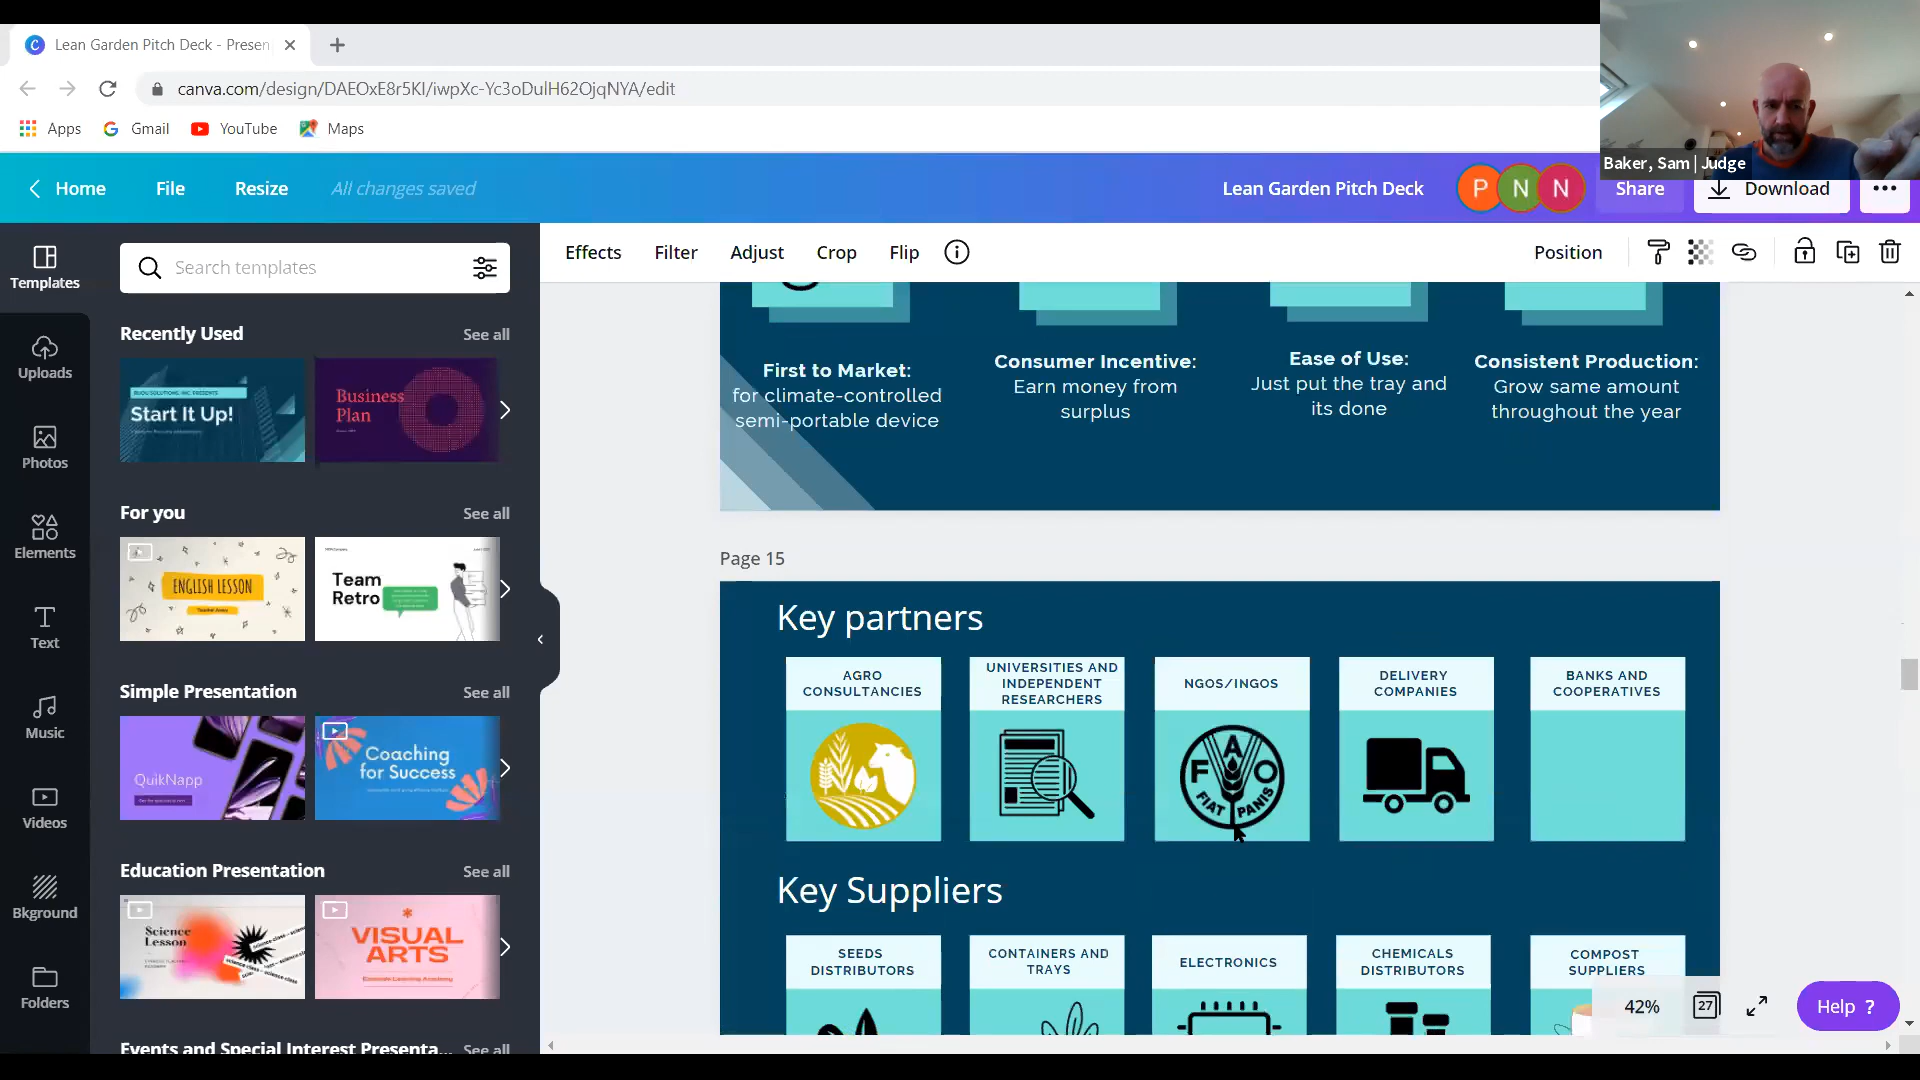 Lean Garden Pitch Deck - Presen
canva.com/design/DAEOxE8r5KI/iwpXc-Yc3oDulH62OjqNYA/edit
Apps
Gmail
YouTube
Maps
Baker, Sam | Judge
Home
File
Resize
All changes saved
Lean Garden Pitch Deck
P
N
N
Share
Download
Templates
Search templates
Effects
Filter
Adjust
Crop
Flip
Position
Uploads
Photos
Elements
Text
Music
Videos
Bkground
Folders
Recently Used
See all
Start It Up!
Business
Plan
For you
See all
ENGLISH LESSON
Team
Retro
Simple Presentation
See all
QuikNapp
Coaching
for Success
Education Presentation
See all
Science
Lesson
VISUAL
ARTS
Events and Special Interest Presenta...
See all
First to Market:
for climate-controlled
semi-portable device
Consumer Incentive:
Earn money from
surplus
Ease of Use:
Just put the tray and
its done
Consistent Production:
Grow same amount
throughout the year
Page 15
Key partners
AGRO
CONSULTANCIES
UNIVERSITIES AND
INDEPENDENT
RESEARCHERS
NGOS/INGOS
DELIVERY
COMPANIES
BANKS AND
COOPERATIVES
F A O
FIAT PANIS
Key Suppliers
SEEDS
DISTRIBUTORS
CONTAINERS AND
TRAYS
ELECTRONICS
CHEMICALS
DISTRIBUTORS
COMPOST
SUPPLIERS
42%
27
Help ?